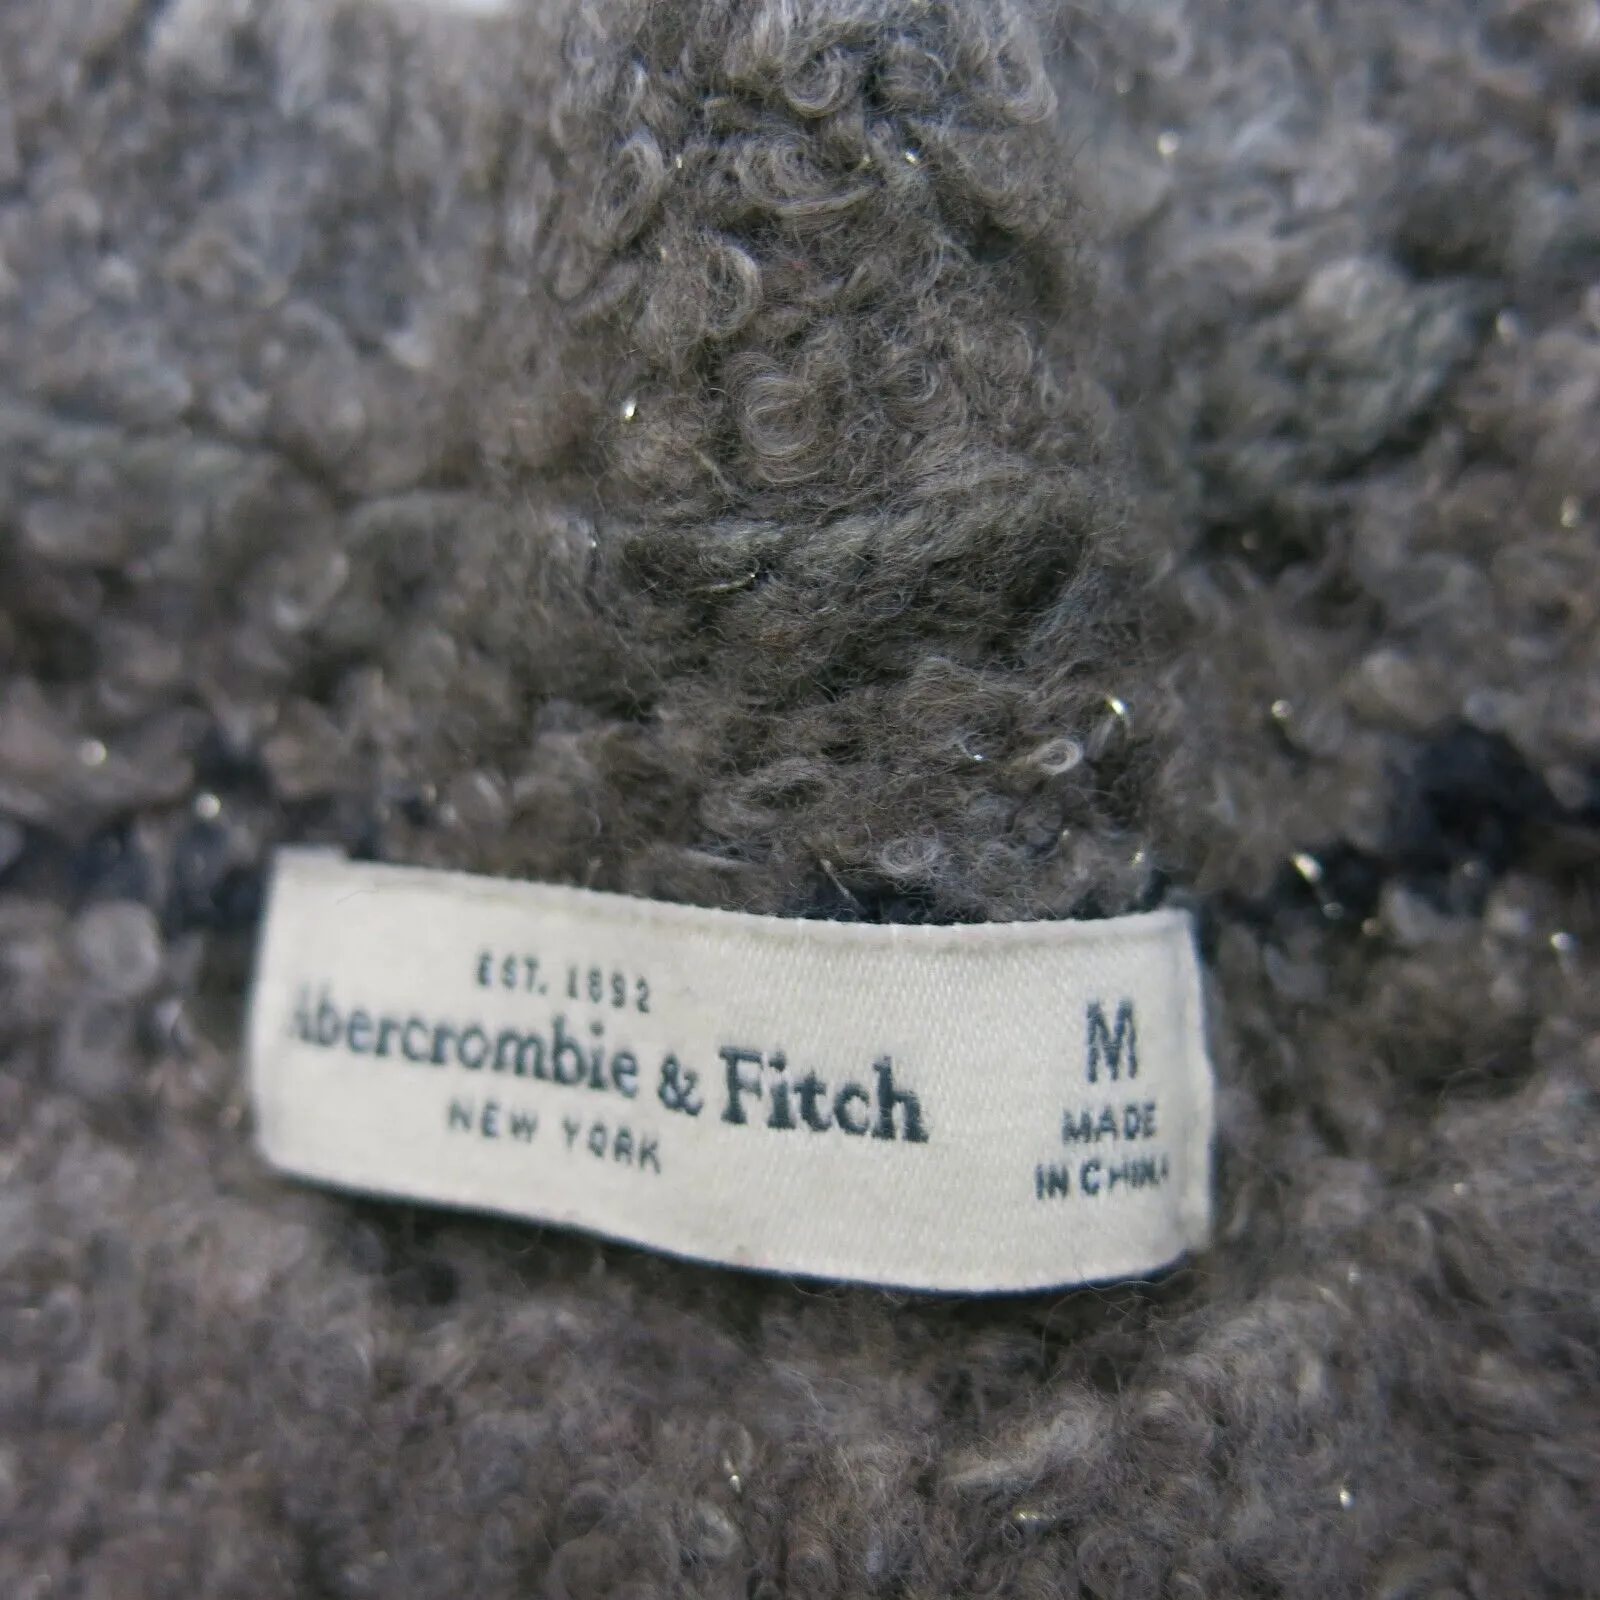 EST. 1892
Abercrombie & Fitch
NEW YORK
M
MADE
IN CHINA